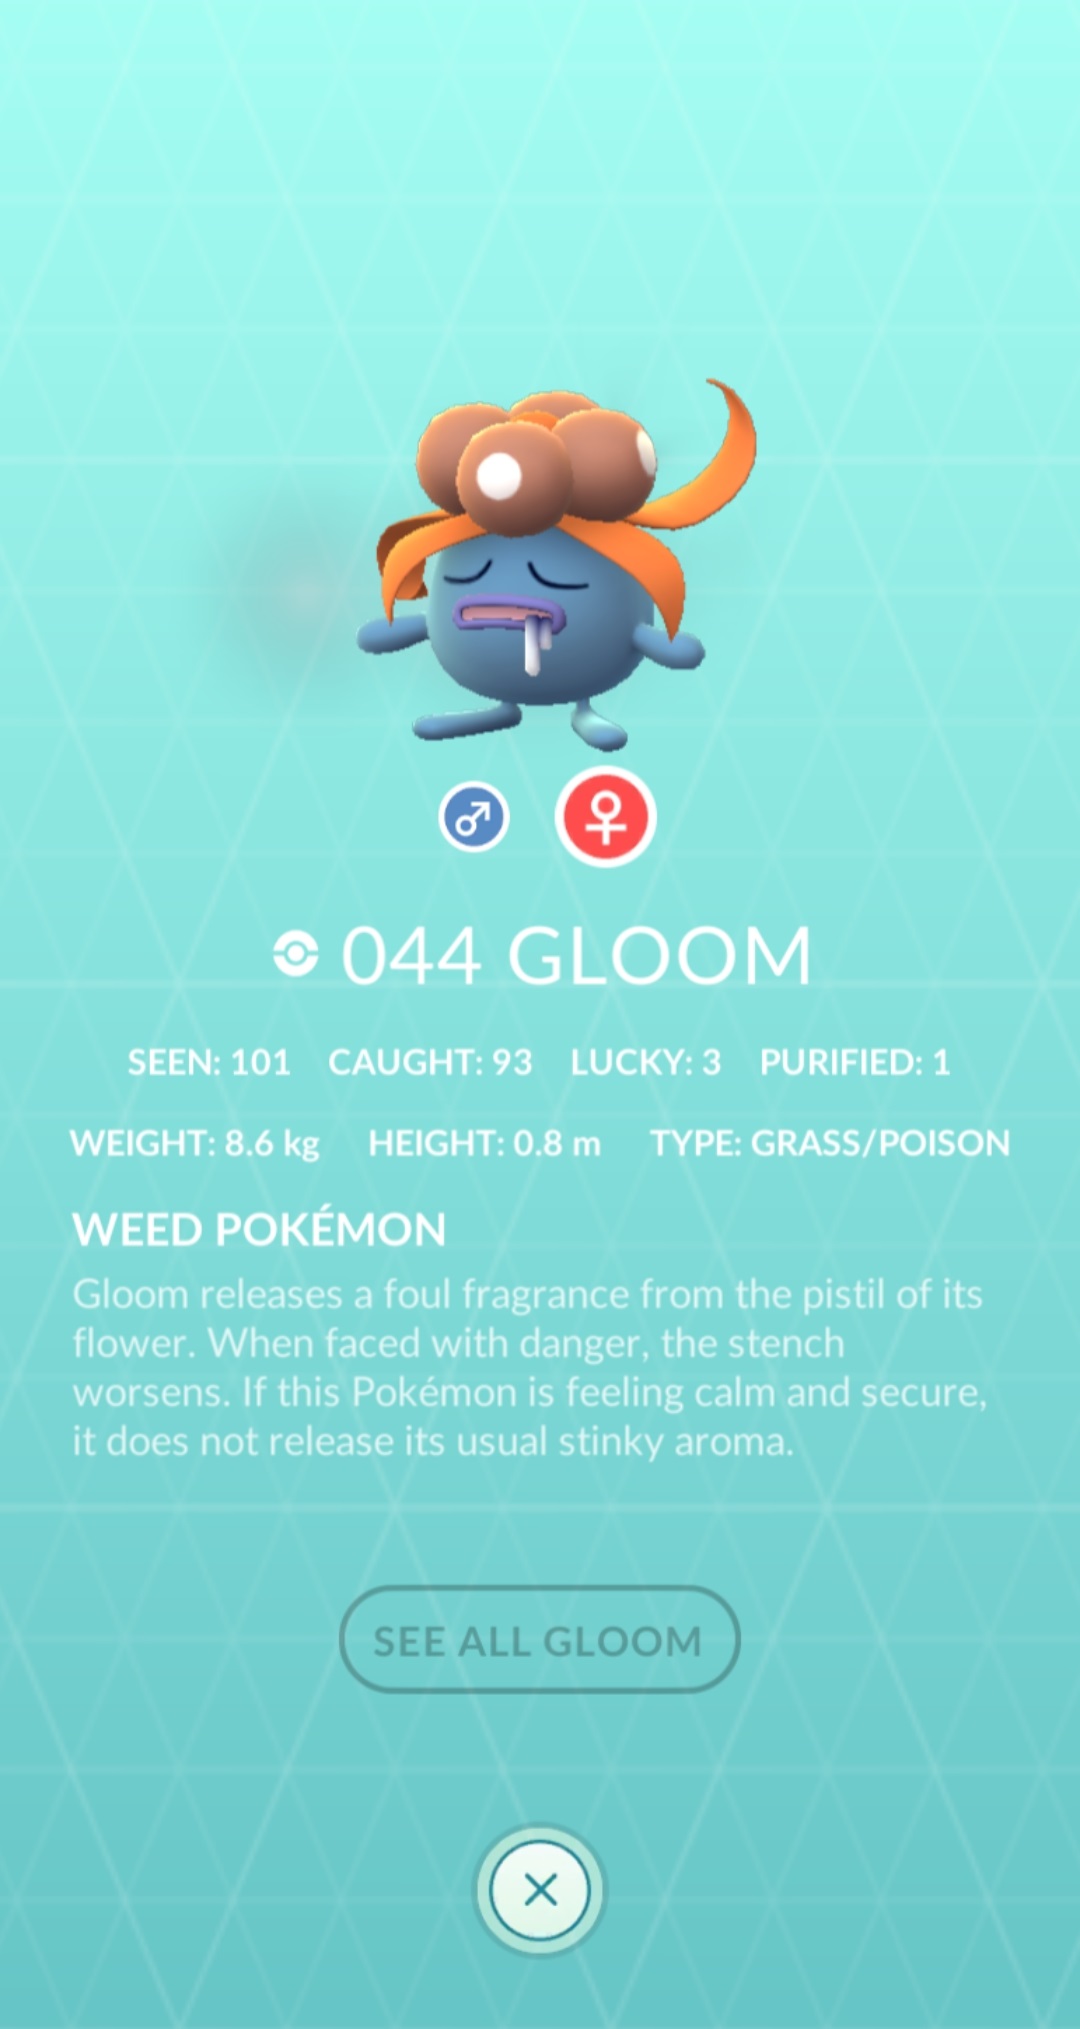 044 GLOOM
SEEN: 101 CAUGHT: 93 LUCKY: 3 PURIFIED: 1
WEIGHT: 8.6 kg HEIGHT: 0.8 m TYPE: GRASS/POISON
WEED POKÉMON
Gloom releases a foul fragrance from the pistil of its
flower. When faced with danger, the stench
worsens. If this Pokémon is feeling calm and secure,
it does not release its usual stinky aroma.
SEE ALL GLOOM